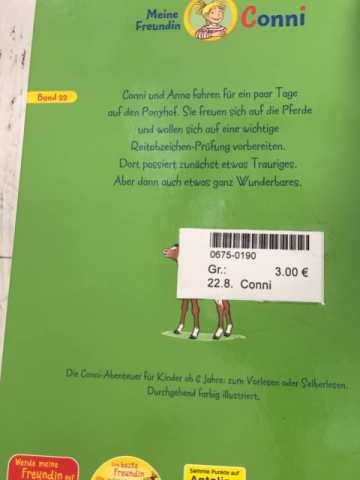 Meine
Freundin
Conni
Band 22
Conni und Anna fahren für ein paar Tage
auf den Ponyhof. Sie freuen sich auf die Pferde
und wollen sich auf eine wichtige
Reitabzeichen-Prüfung vorbereiten.
Dort passiert zunächst etwas Trauriges.
Aber dann auch etwas ganz Wunderbares.
0675-0190
Gr.: 3.00 €
22.8. Conni
Die Conni-Abenteuer für Kinder ab 6 Jahre: zum Vorlesen oder Selberlesen.
Durchgehend farbig illustriert.
Werde meine
Freundin auf
Die beste
Freundin
Sammle Punkte auf